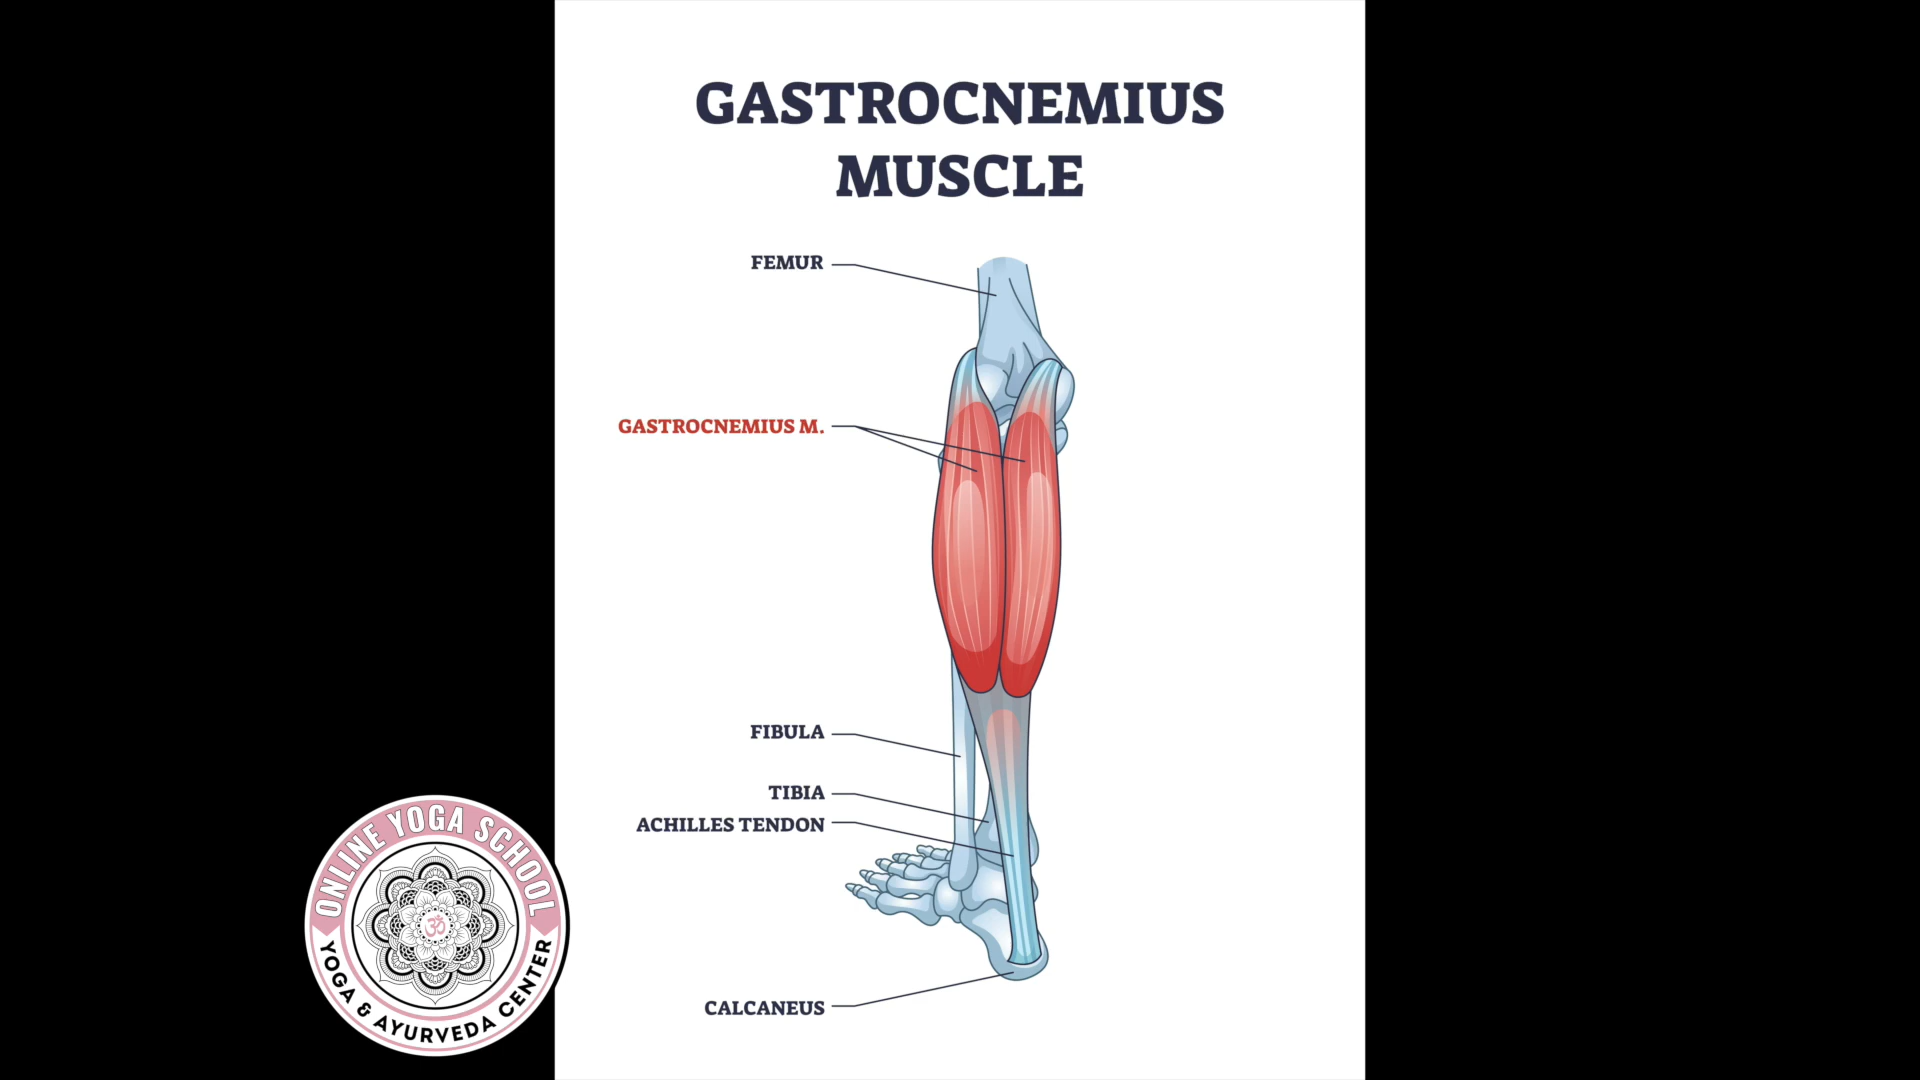 GASTROCNEMIUS
MUSCLE
FEMUR
GASTROCNEMIUS M.
FIBULA
TIBIA
ACHILLES TENDON
CALCANEUS
ONLINE YOGA SCHOOL
ॐ
YOGA & AYURVEDA CENTER